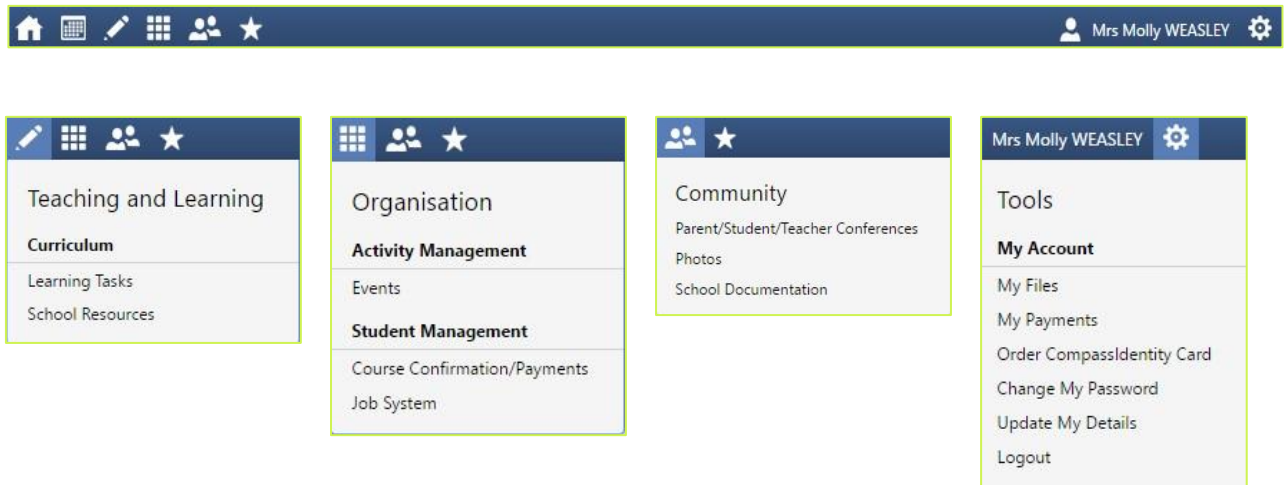 Mrs Molly WEASLEY
Teaching and Learning
Curriculum
Learning Tasks
School Resources
Organisation
Activity Management
Events
Student Management
Course Confirmation/Payments
Job System
Community
Parent/Student/Teacher Conferences
Photos
School Documentation
Mrs Molly WEASLEY
Tools
My Account
My Files
My Payments
Order CompassIdentity Card
Change My Password
Update My Details
Logout